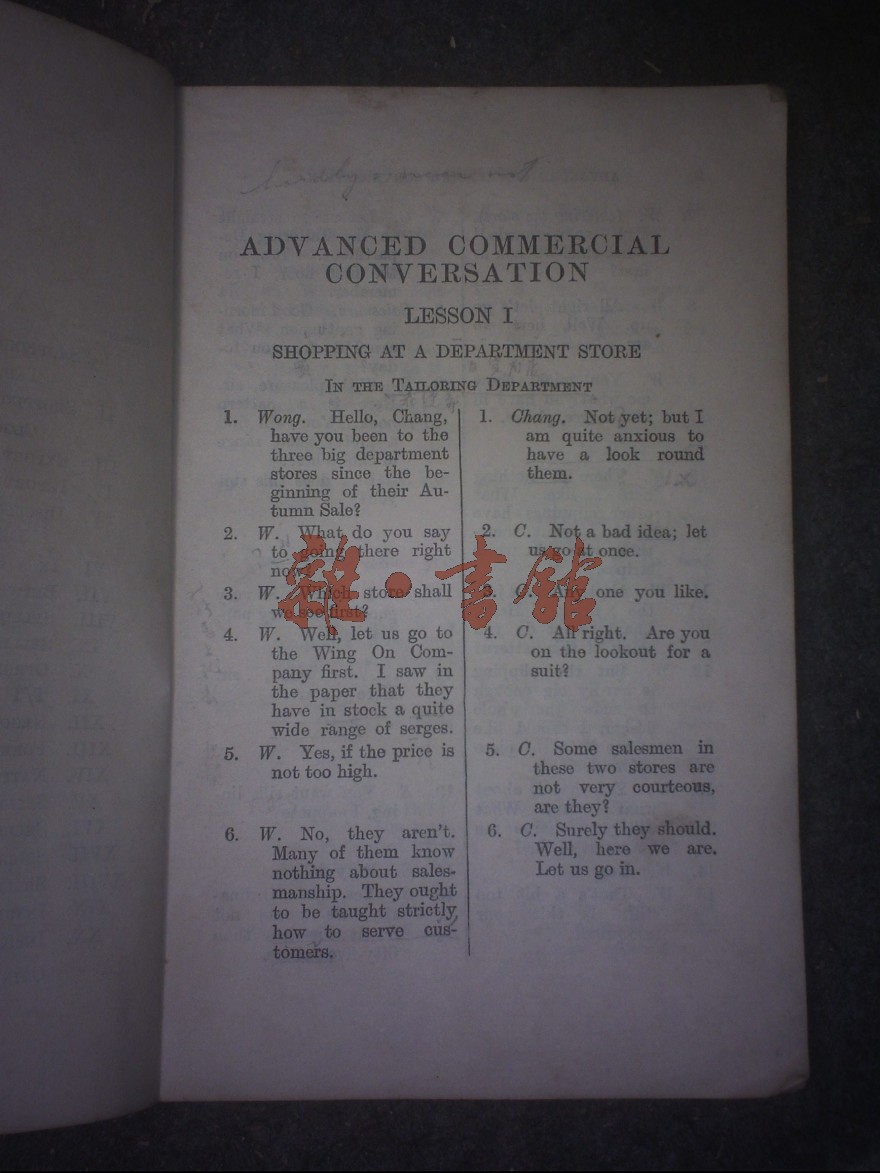 ADVANCED COMMERCIAL
CONVERSATION
LESSON I
SHOPPING AT A DEPARTMENT STORE
IN THE TAILORING DEPARTMENT
1. Wong. Hello, Chang,
have you been to the
three big department
stores since the be-
ginning of their Au-
tumn Sale?
2. W. What do you say
to going there right
now?
3. W. Which store shall
we see first?
4. W. Well, let us go to
the Wing On Com-
pany first. I saw in
the paper that they
have in stock a quite
wide range of serges.
5. W. Yes, if the price is
not too high.
6. W. No, they aren't.
Many of them know
nothing about sales-
manship. They ought
to be taught strictly
how to serve cus-
tomers.
1. Chang. Not yet; but I
am quite anxious to
have a look round
them.
2. C. Not a bad idea; let
us go at once.
3. C. Any one you like.
4. C. All right. Are you
on the lookout for a
suit?
5. C. Some salesmen in
these two stores are
not very courteous,
are they?
6. C. Surely they should.
Well, here we are.
Let us go in.
雜·書館